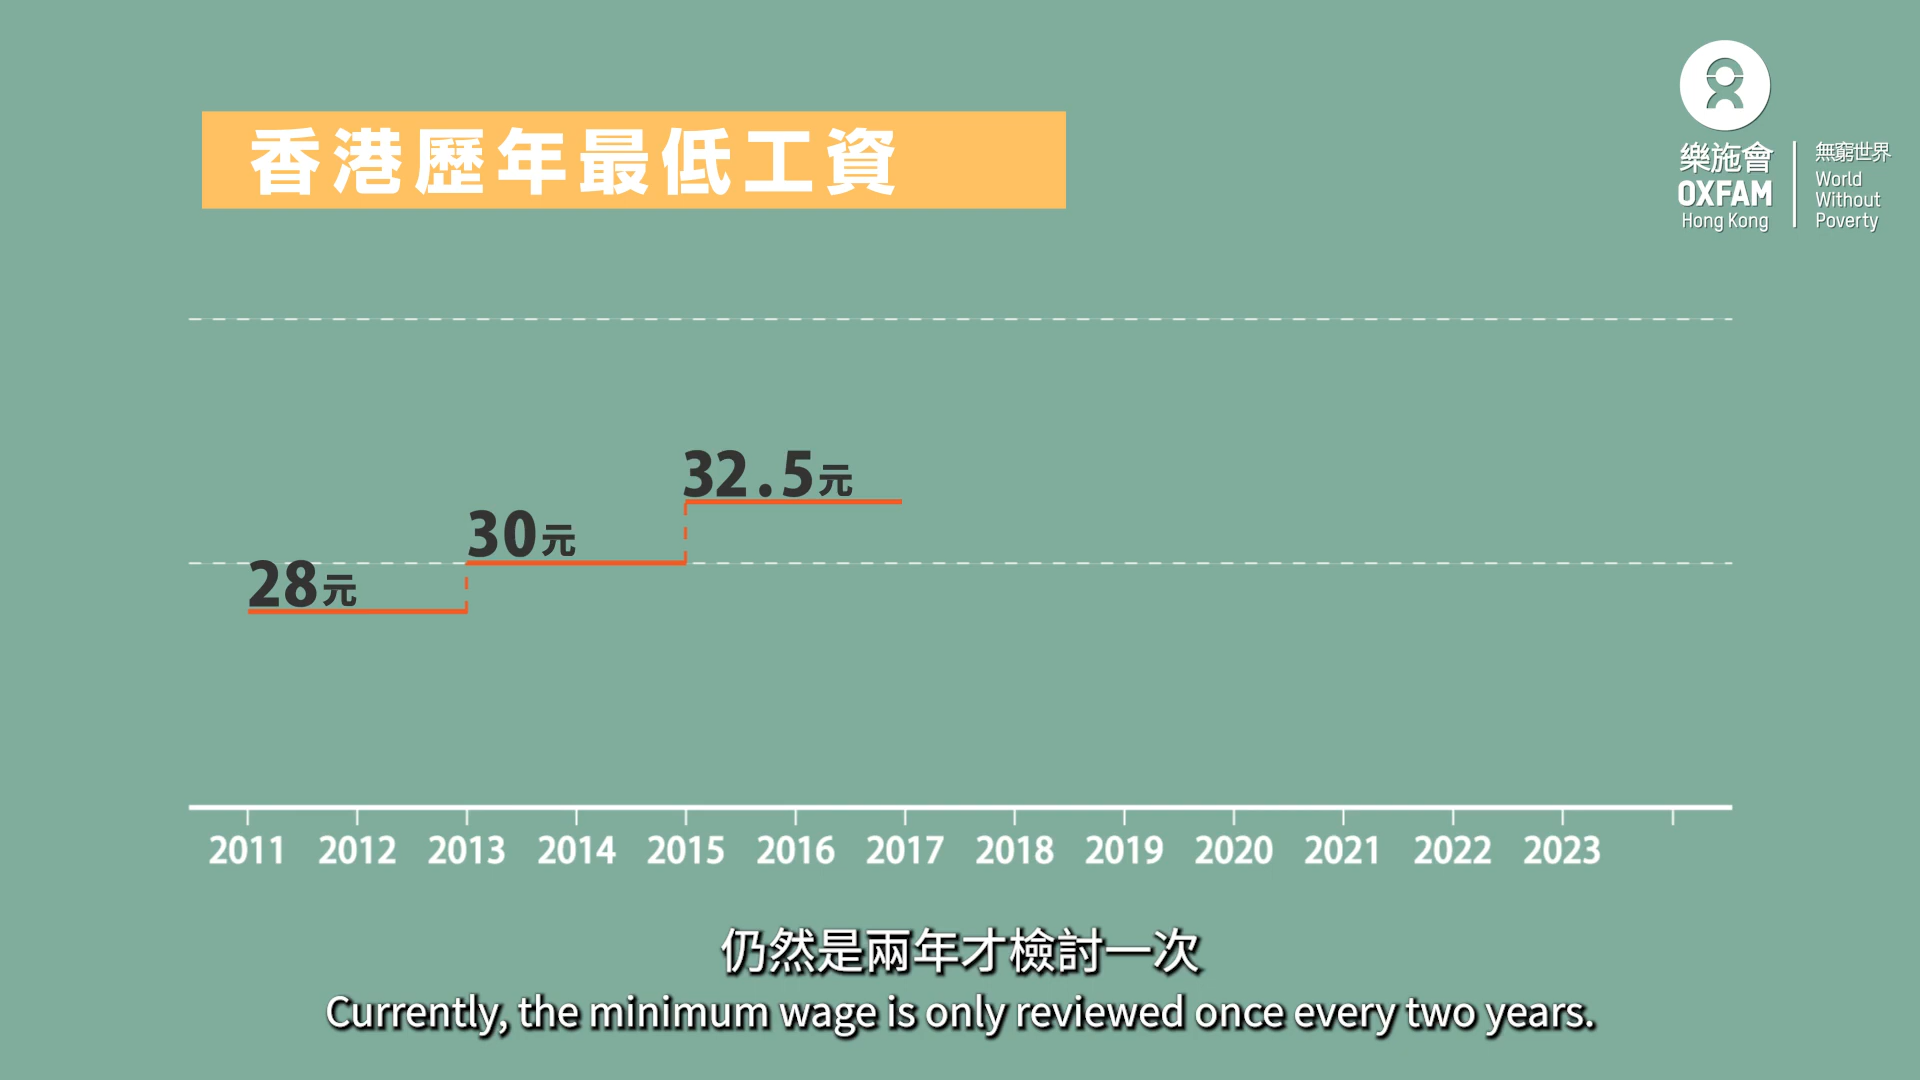 香港歷年最低工資
樂施會
OXFAM
Hong Kong
無窮世界
World
Without
Poverty
32.5元
30元
28元
2011 2012 2013 2014 2015 2016 2017 2018 2019 2020 2021 2022 2023
仍然是兩年才檢討一次
Currently, the minimum wage is only reviewed once every two years.